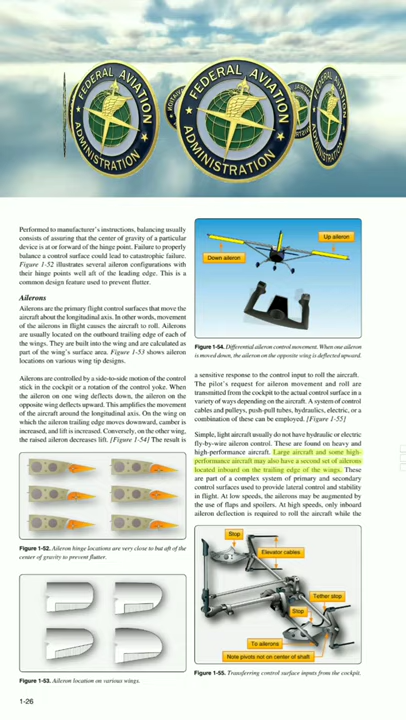 FEDERAL AVIATION
ADMINISTRATION
FEDERAL AVIATION
ADMINISTRATION
FEDERAL AVIATION
ADMINISTRATION
Performed to manufacturer's instructions, balancing usually
consists of assuring that the center of gravity of a particular
device is at or forward of the hinge point. Failure to properly
balance a control surface could lead to catastrophic failure.
Figure 1-52 illustrates several aileron configurations with
their hinge points well aft of the leading edge. This is a
common design feature used to prevent flutter.
Ailerons
Ailerons are the primary flight control surfaces that move the
aircraft about the longitudinal axis. In other words, movement
of the ailerons in flight causes the aircraft to roll. Ailerons
are usually located on the outboard trailing edge of each of
the wings. They are built into the wing and are calculated as
part of the wing's surface area. Figure 1-53 shows aileron
locations on various wing tip designs.
Ailerons are controlled by a side-to-side motion of the control
stick in the cockpit or a rotation of the control yoke. When
the aileron on one wing deflects down, the aileron on the
opposite wing deflects upward. This amplifies the movement
of the aircraft around the longitudinal axis. On the wing on
which the aileron trailing edge moves downward, camber is
increased, and lift is increased. Conversely, on the other wing,
the raised aileron decreases lift. [Figure 1-54] The result is
Figure 1-52. Aileron hinge locations are very close to but aft of the
center of gravity to prevent flutter.
Figure 1-53. Aileron location on various wings.
1-26
Up aileron
Down aileron
Figure 1-54. Differential aileron control movement. When one aileron
is moved down, the aileron on the opposite wing is deflected upward.
a sensitive response to the control input to roll the aircraft.
The pilot's request for aileron movement and roll are
transmitted from the cockpit to the actual control surface in a
variety of ways depending on the aircraft. A system of control
cables and pulleys, push-pull tubes, hydraulics, electric, or a
combination of these can be employed. [Figure 1-55]
Simple, light aircraft usually do not have hydraulic or electric
fly-by-wire aileron control. These are found on heavy and
high-performance aircraft. Large aircraft and some high-
performance aircraft may also have a second set of ailerons
located inboard on the trailing edge of the wings. These
are part of a complex system of primary and secondary
control surfaces used to provide lateral control and stability
in flight. At low speeds, the ailerons may be augmented by
the use of flaps and spoilers. At high speeds, only inboard
aileron deflection is required to roll the aircraft while the
Stop
Elevator cables
Tether stop
Stop
To ailerons
Note pivots not on center of shaft
Figure 1-55. Transferring control surface inputs from the cockpit.